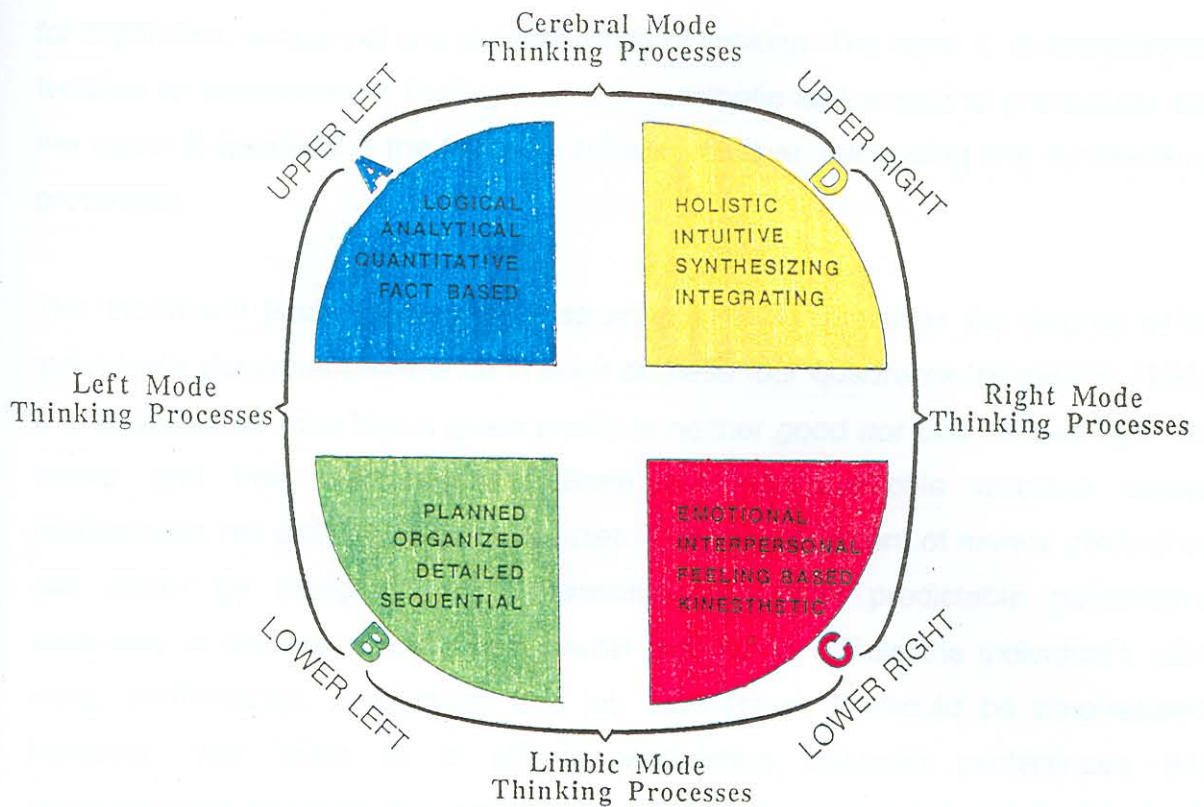 Cerebral Mode
Thinking Processes
UPPER LEFT
UPPER RIGHT
A
D
LOGICAL
ANALYTICAL
QUANTITATIVE
FACT BASED
HOLISTIC
INTUITIVE
SYNTHESIZING
INTEGRATING
Left Mode
Thinking Processes
Right Mode
Thinking Processes
PLANNED
ORGANIZED
DETAILED
SEQUENTIAL
EMOTIONAL
INTERPERSONAL
FEELING BASED
KINESTHETIC
B
C
LOWER LEFT
LOWER RIGHT
Limbic Mode
Thinking Processes